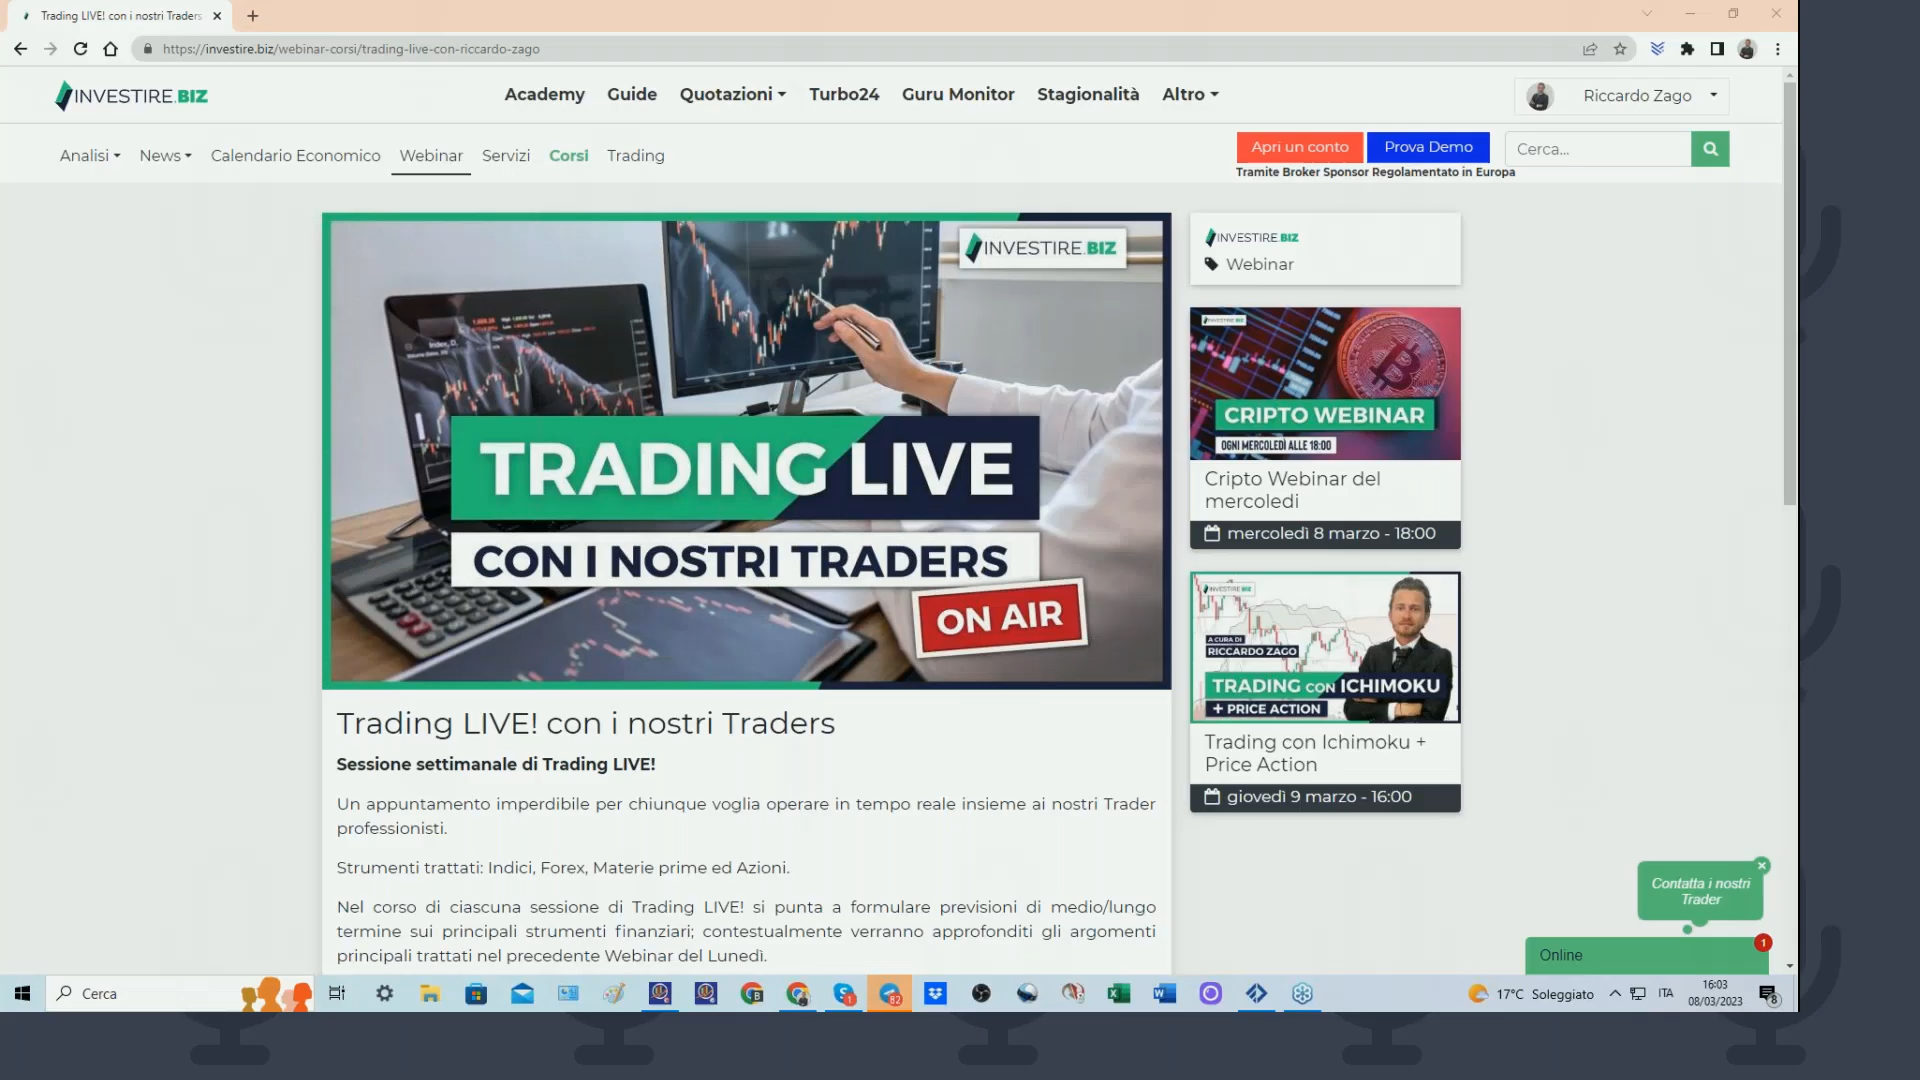 Trading LIVE! con i nostri Traders
https://investire.biz/webinar-corsi/trading-live-con-riccardo-zago
INVESTIRE.BIZ
Academy Guide Quotazioni Turbo24 Guru Monitor Stagionalità Altro
Riccardo Zago
Analisi News Calendario Economico Webinar Servizi Corsi Trading
Apri un conto Prova Demo
Cerca...
Tramite Broker Sponsor Regolamentato in Europa
INVESTIRE.BIZ
TRADING LIVE
CON I NOSTRI TRADERS
ON AIR
Trading LIVE! con i nostri Traders
Sessione settimanale di Trading LIVE!
Un appuntamento imperdibile per chiunque voglia operare in tempo reale insieme ai nostri Trader
professionisti.
Strumenti trattati: Indici, Forex, Materie prime ed Azioni.
Nel corso di ciascuna sessione di Trading LIVE! si punta a formulare previsioni di medio/lungo
termine sui principali strumenti finanziari; contestualmente verranno approfonditi gli argomenti
principali trattati nel precedente Webinar del Lunedì.
INVESTIRE.BIZ
Webinar
INVESTIRE.BIZ
CRIPTO WEBINAR
OGNI MERCOLEDÌ ALLE 18:00
Cripto Webinar del
mercoledi
mercoledì 8 marzo - 18:00
INVESTIRE.BIZ
A CURA DI
RICCARDO ZAGO
TRADING CON ICHIMOKU
+ PRICE ACTION
Trading con Ichimoku +
Price Action
giovedì 9 marzo - 16:00
Contatta i nostri
Trader
1
Online
Cerca
1
82
17°C Soleggiato
ITA
16:03
08/03/2023
8